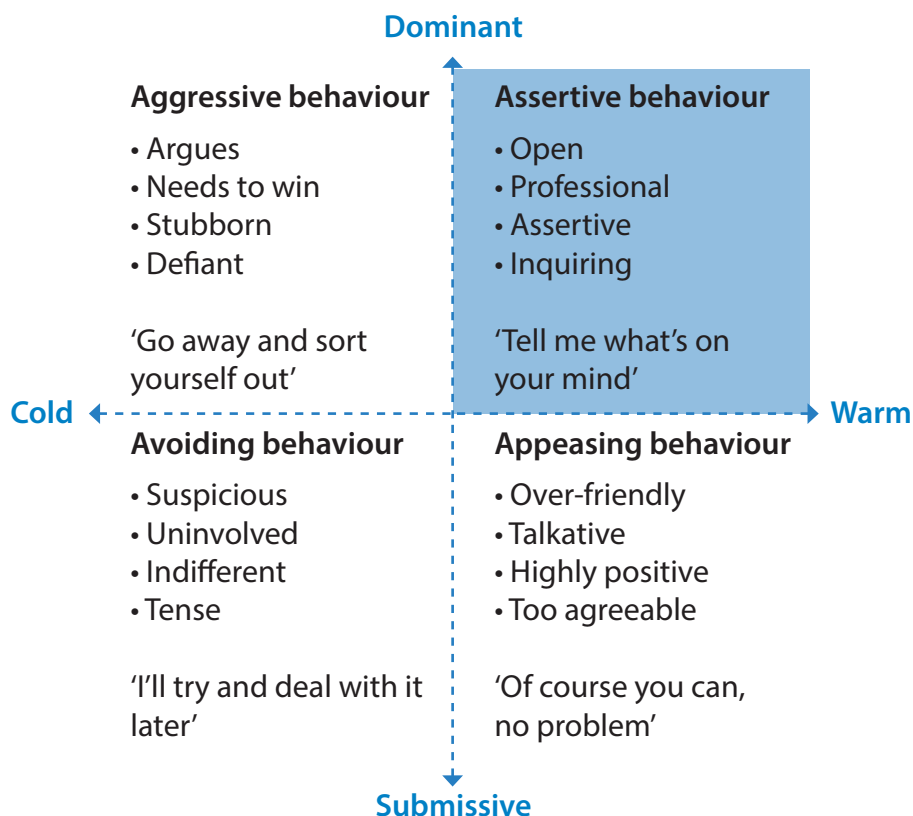 Dominant
Aggressive behaviour
• Argues
• Needs to win
• Stubborn
• Defiant
‘Go away and sort
yourself out’
Assertive behaviour
• Open
• Professional
• Assertive
• Inquiring
‘Tell me what’s on
your mind’
Cold
Warm
Avoiding behaviour
• Suspicious
• Uninvolved
• Indifferent
• Tense
‘I’ll try and deal with it
later’
Appeasing behaviour
• Over-friendly
• Talkative
• Highly positive
• Too agreeable
‘Of course you can,
no problem’
Submissive